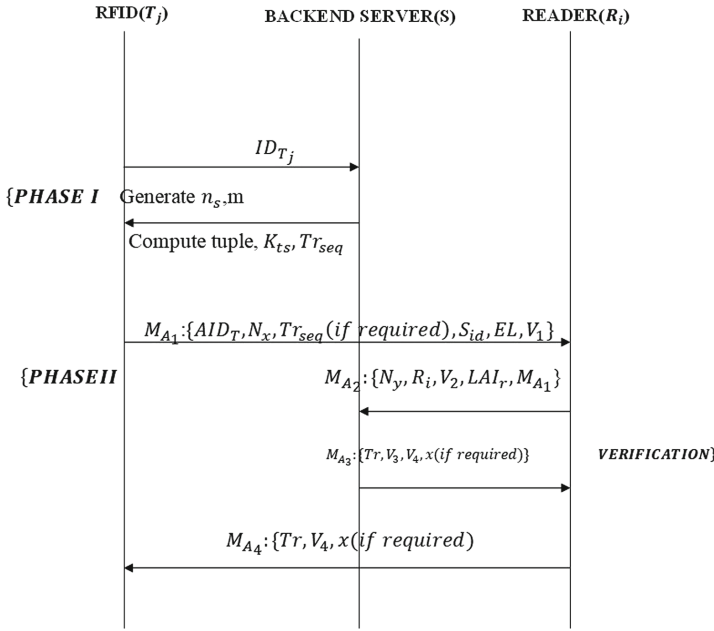 RFID(T_j) BACKEND SERVER(S) READER(R_i)
ID_{T_j}
{PHASE I Generate n_s,m
Compute tuple, K_{ts}, Tr_{seq}
M_{A_1}:{AID_T, N_x, Tr_{seq}(if required), S_{id}, EL, V_1}
{PHASEII M_{A_2}:{N_y, R_i, V_2, LAI_r, M_{A_1}}
M_{A_3}:{Tr, V_3, V_4, x(if required)} VERIFICATION}
M_{A_4}:{Tr, V_4, x(if required)